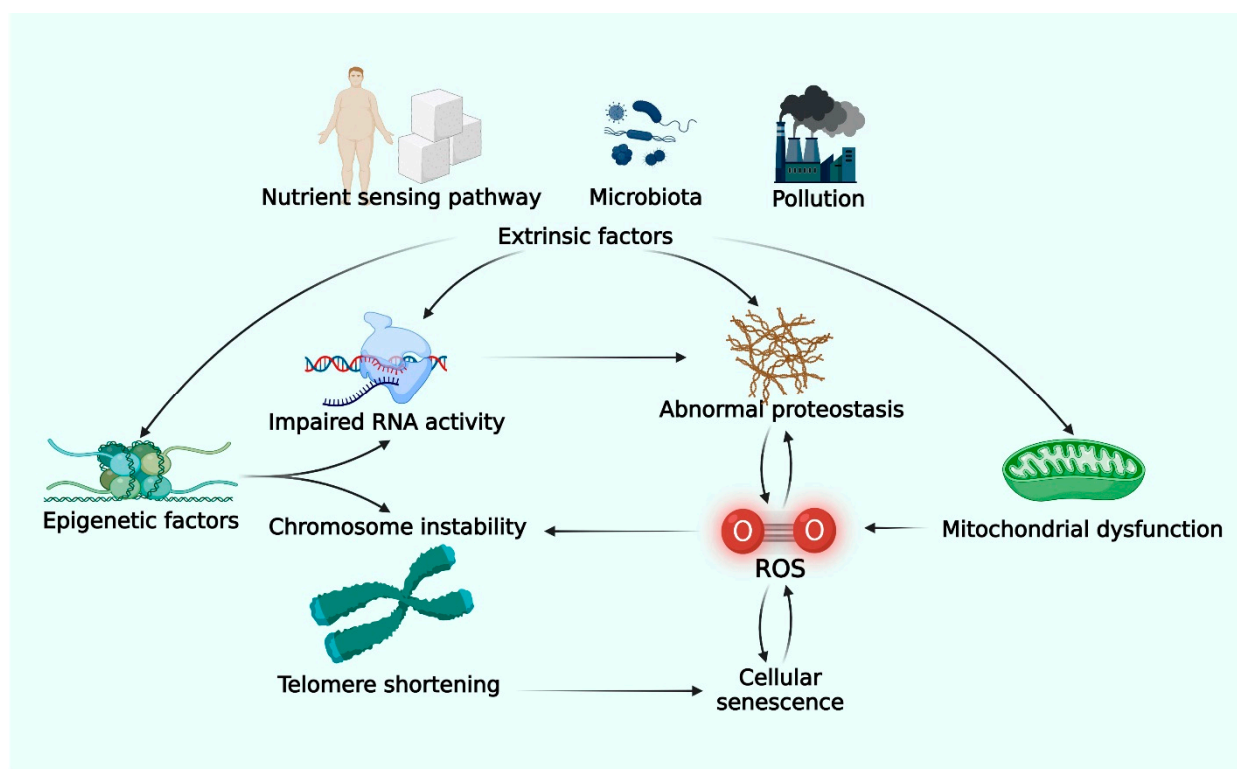 Nutrient sensing pathway
Microbiota
Pollution
Extrinsic factors
Impaired RNA activity
Abnormal proteostasis
Epigenetic factors
Chromosome instability
O
O
Mitochondrial dysfunction
ROS
Telomere shortening
Cellular
senescence